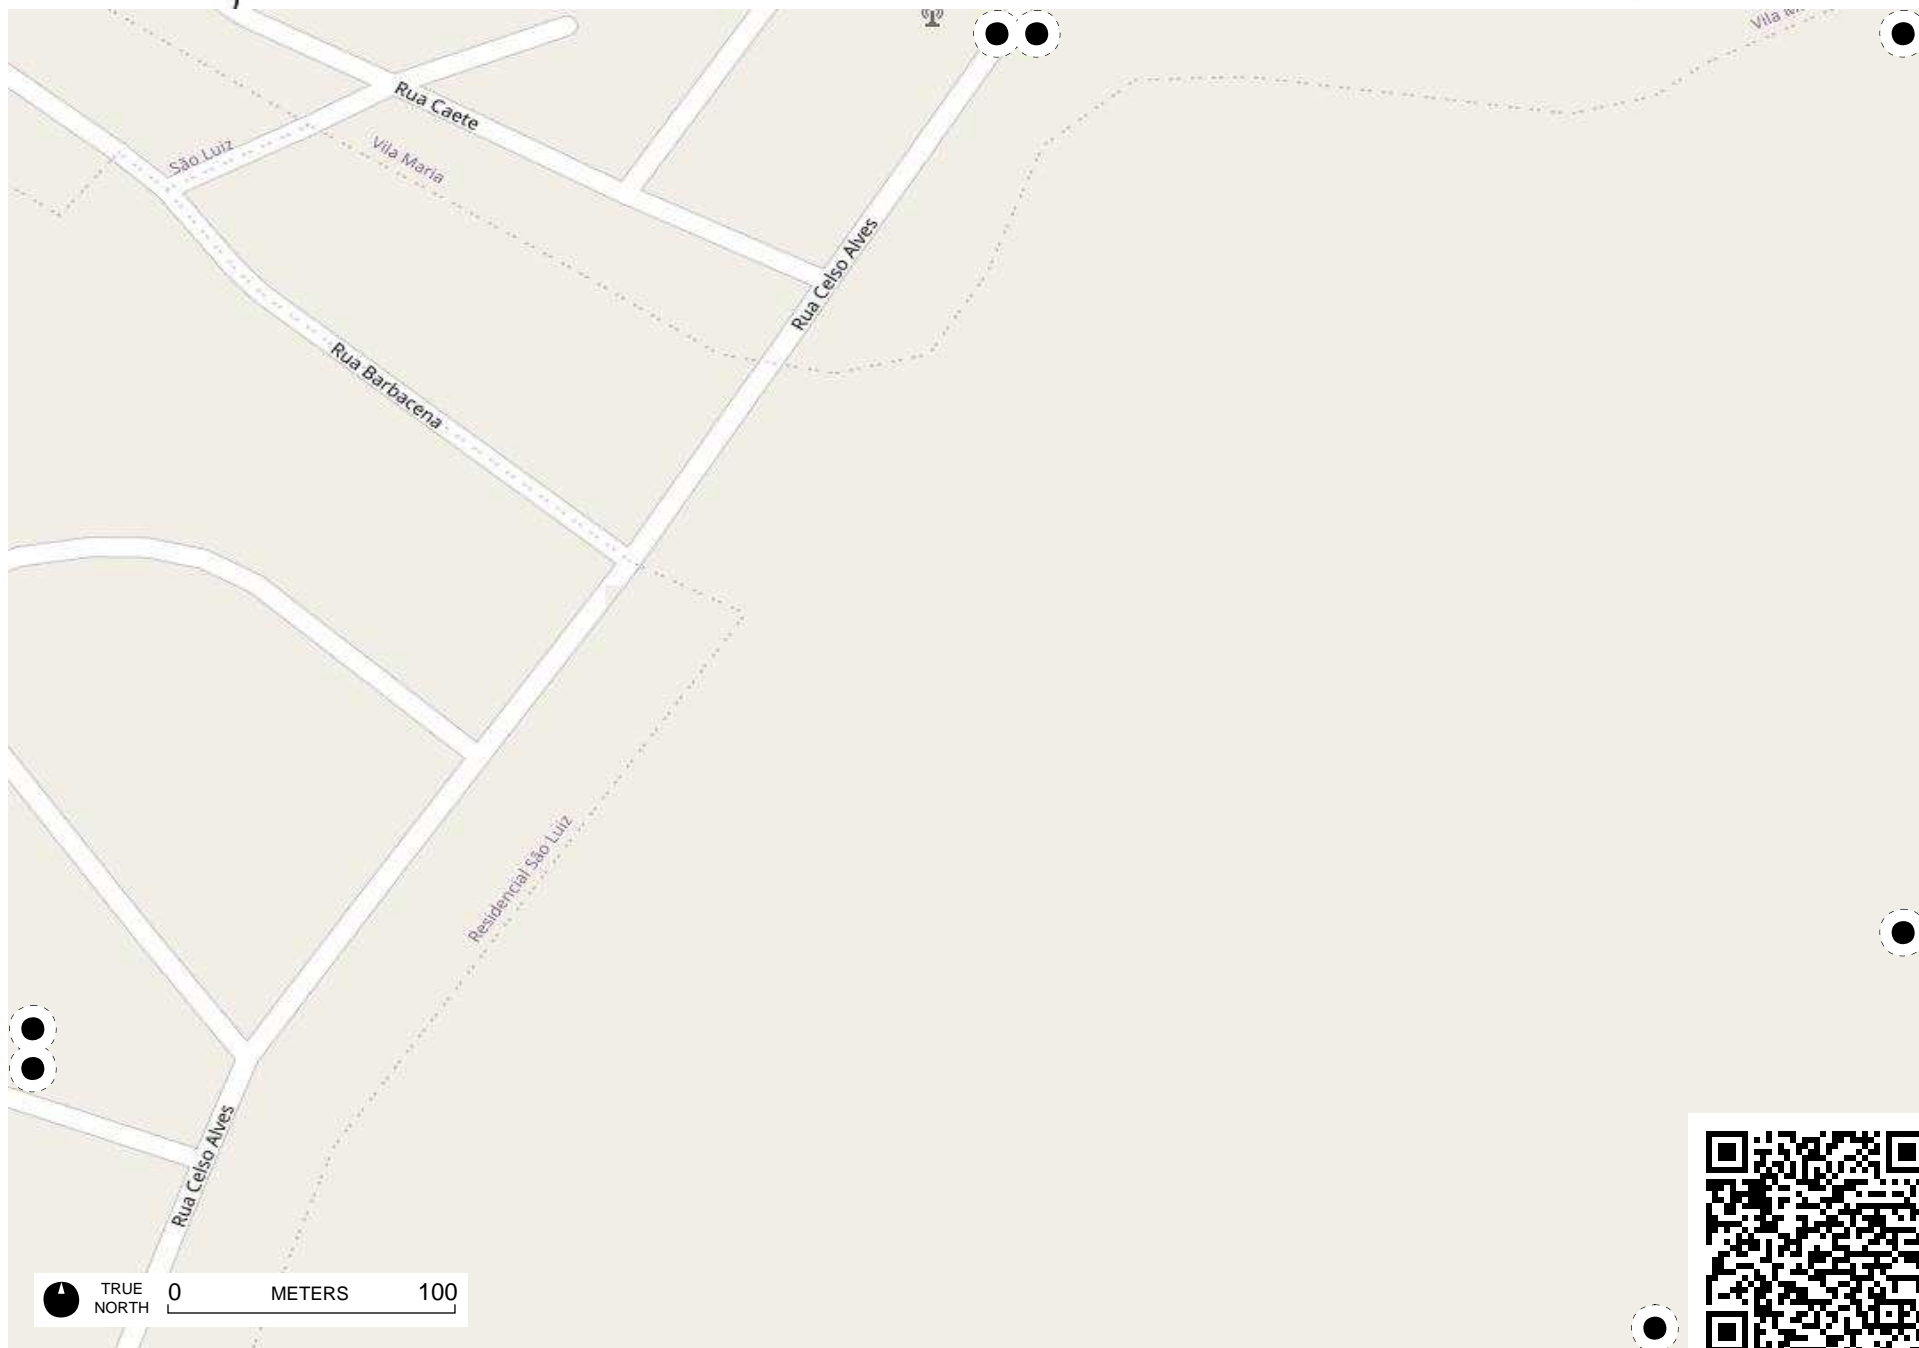 Rua Caete
São Luiz
Vila Maria
Vila
Rua Celso Alves
Rua Barbacena
Residencial São Luiz
Rua Celso Alves
TRUE
NORTH
0
METERS
100